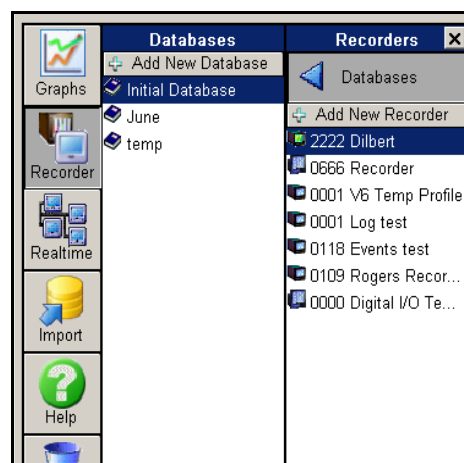 Graphs
Recorder
Realtime
Import
Help
Databases
Add New Database
Initial Database
June
temp
Recorders
Databases
Add New Recorder
2222 Dilbert
0666 Recorder
0001 V6 Temp Profile
0001 Log test
0118 Events test
0109 Rogers Recor...
0000 Digital I/O Te...